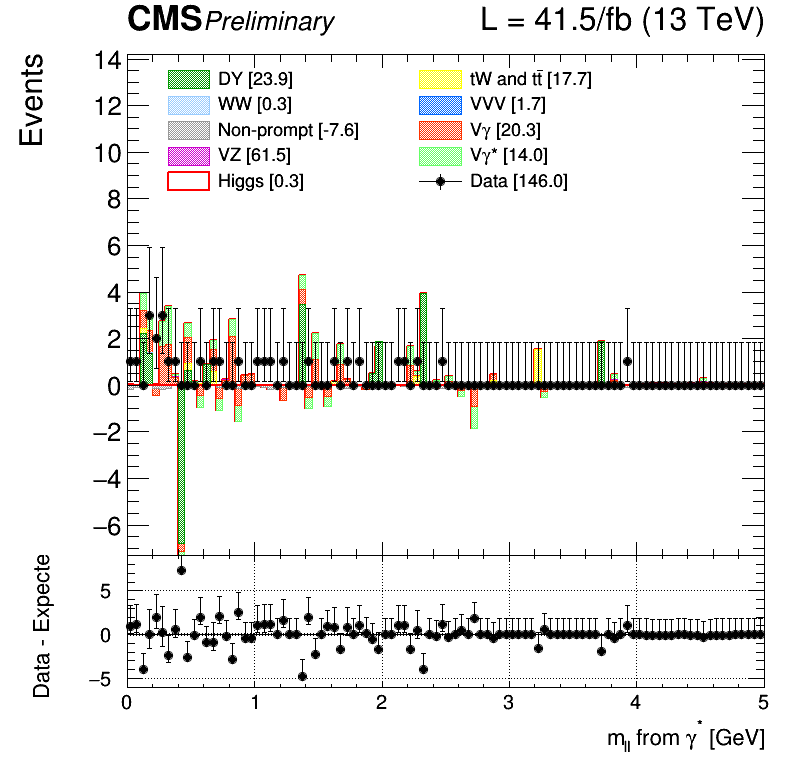 CMS Preliminary L = 41.5/fb (13 TeV)
Events
14
12
10
8
6
4
2
0
−2
−4
−6
DY [23.9]
WW [0.3]
Non-prompt [-7.6]
VZ [61.5]
Higgs [0.3]
tW and tt̄ [17.7]
VVV [1.7]
Vγ [20.3]
Vγ* [14.0]
Data [146.0]
Data - Expecte
5
0
−5
0 1 2 3 4 5
m_ll from γ* [GeV]